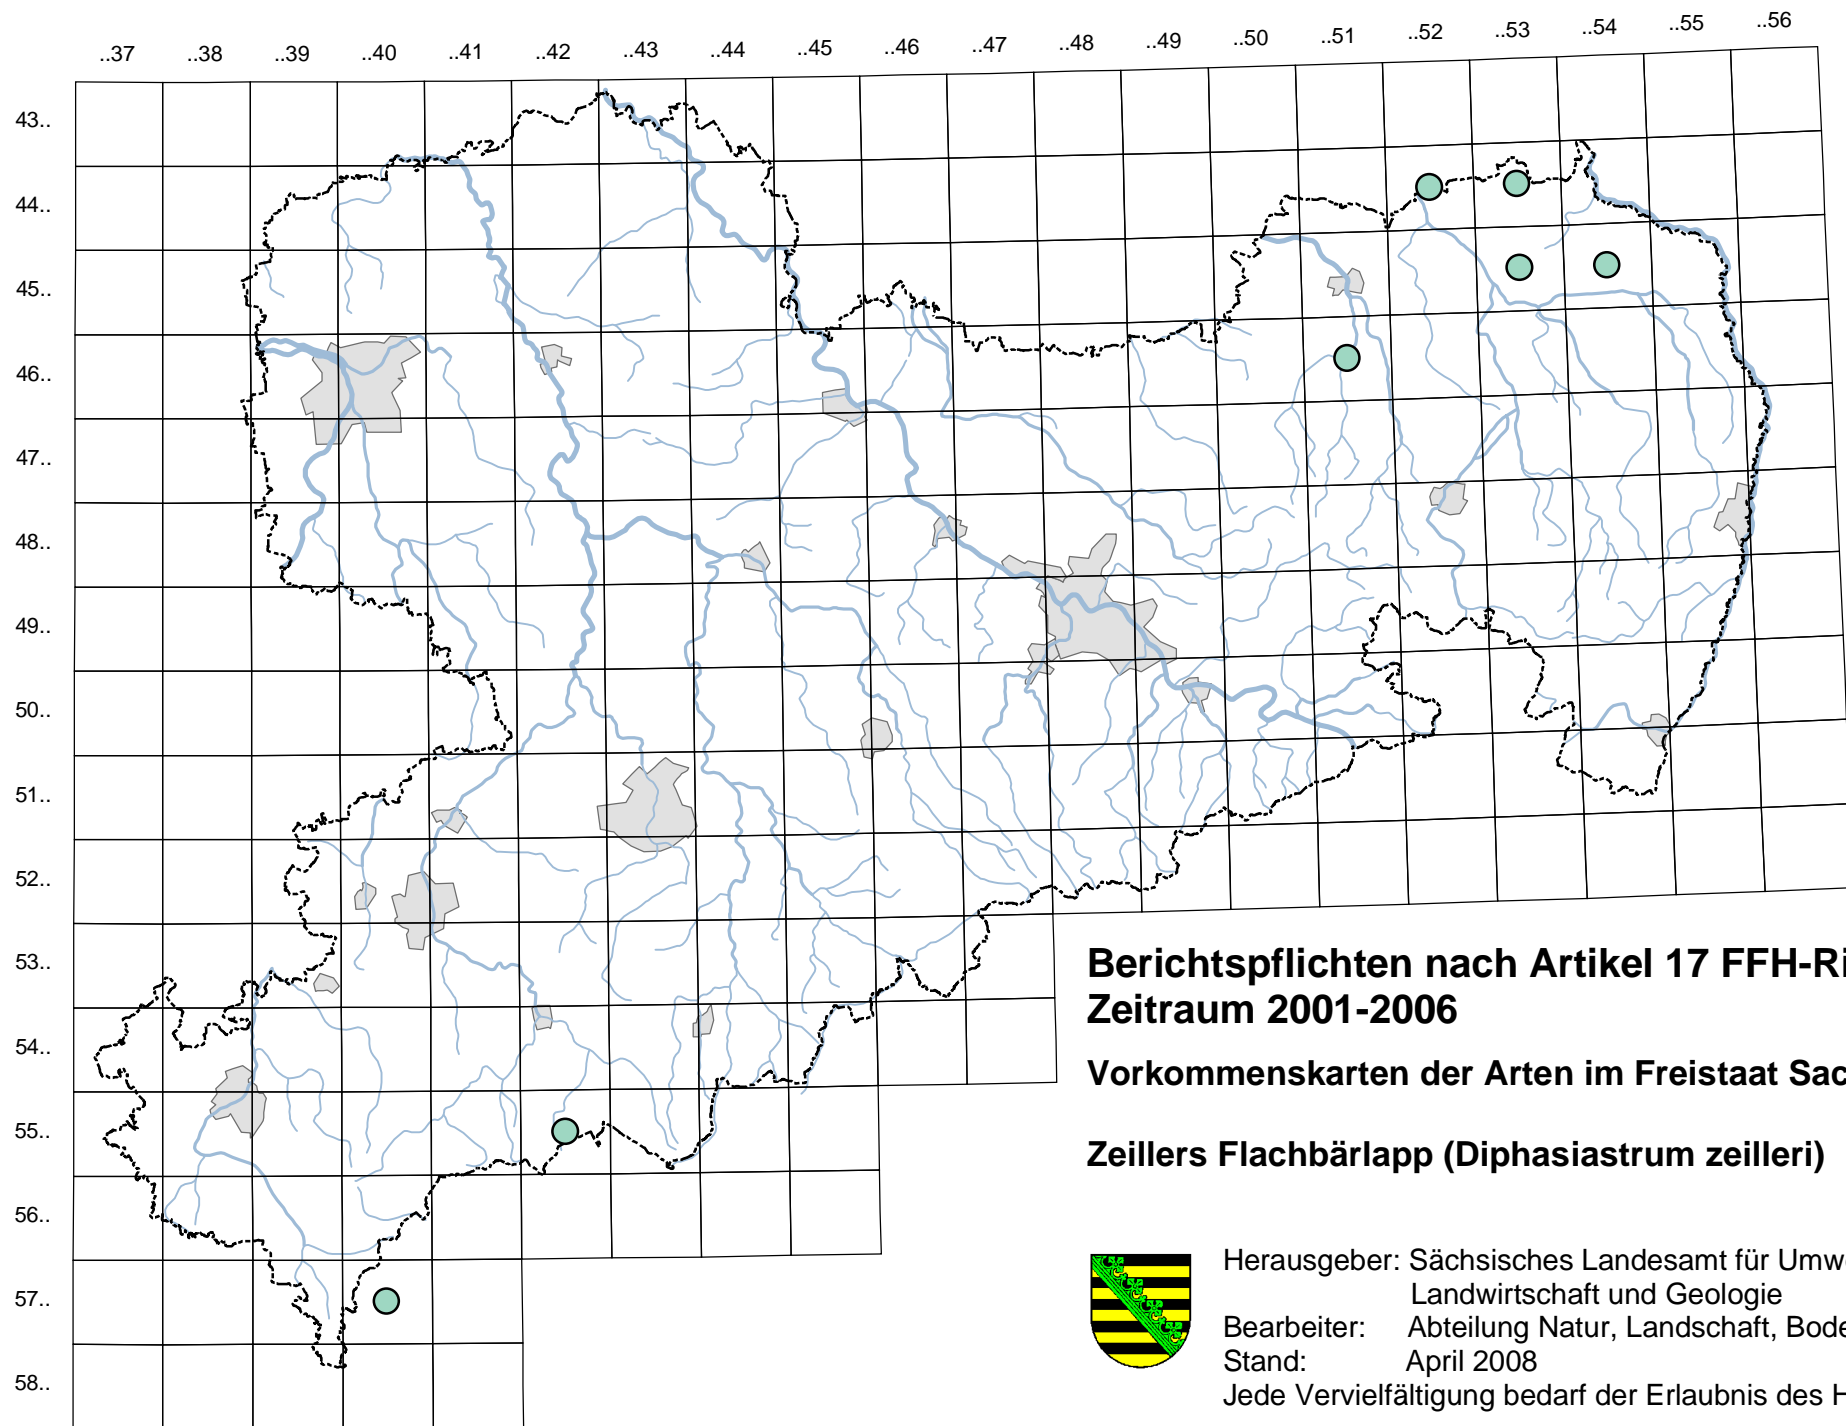 ..37 ..38 ..39 ..40 ..41 ..42 ..43 ..44 ..45 ..46 ..47 ..48 ..49 ..50 ..51 ..52 ..53 ..54 ..55 ..56
43..
44..
45..
46..
47..
48..
49..
50..
51..
52..
53..
54..
55..
56..
57..
58..
Berichtspflichten nach Artikel 17 FFH-Ri
Zeitraum 2001-2006
Vorkommenskarten der Arten im Freistaat Sac
Zeillers Flachbärlapp (Diphasiastrum zeilleri)
Herausgeber: Sächsisches Landesamt für Umwe
Landwirtschaft und Geologie
Bearbeiter: Abteilung Natur, Landschaft, Bode
Stand: April 2008
Jede Vervielfältigung bedarf der Erlaubnis des H